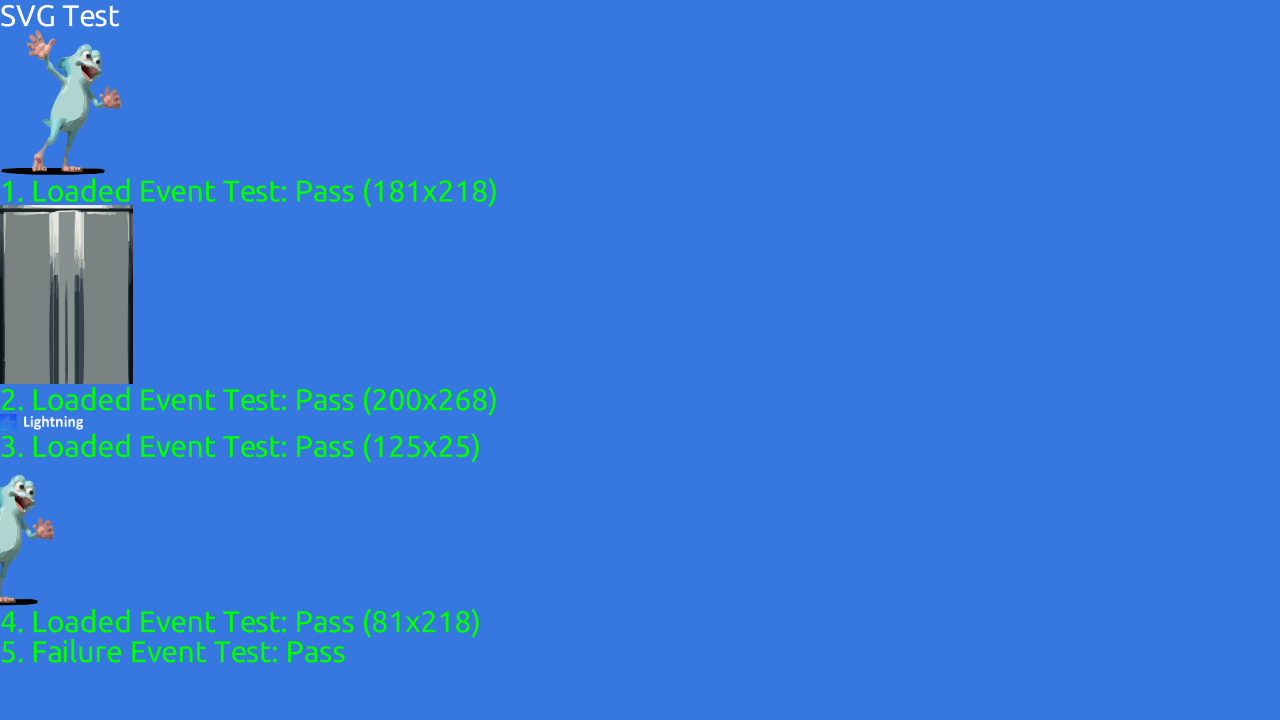 SVG Test
1. Loaded Event Test: Pass (181x218)
2. Loaded Event Test: Pass (200x268)
Lightning
3. Loaded Event Test: Pass (125x25)
4. Loaded Event Test: Pass (81x218)
5. Failure Event Test: Pass